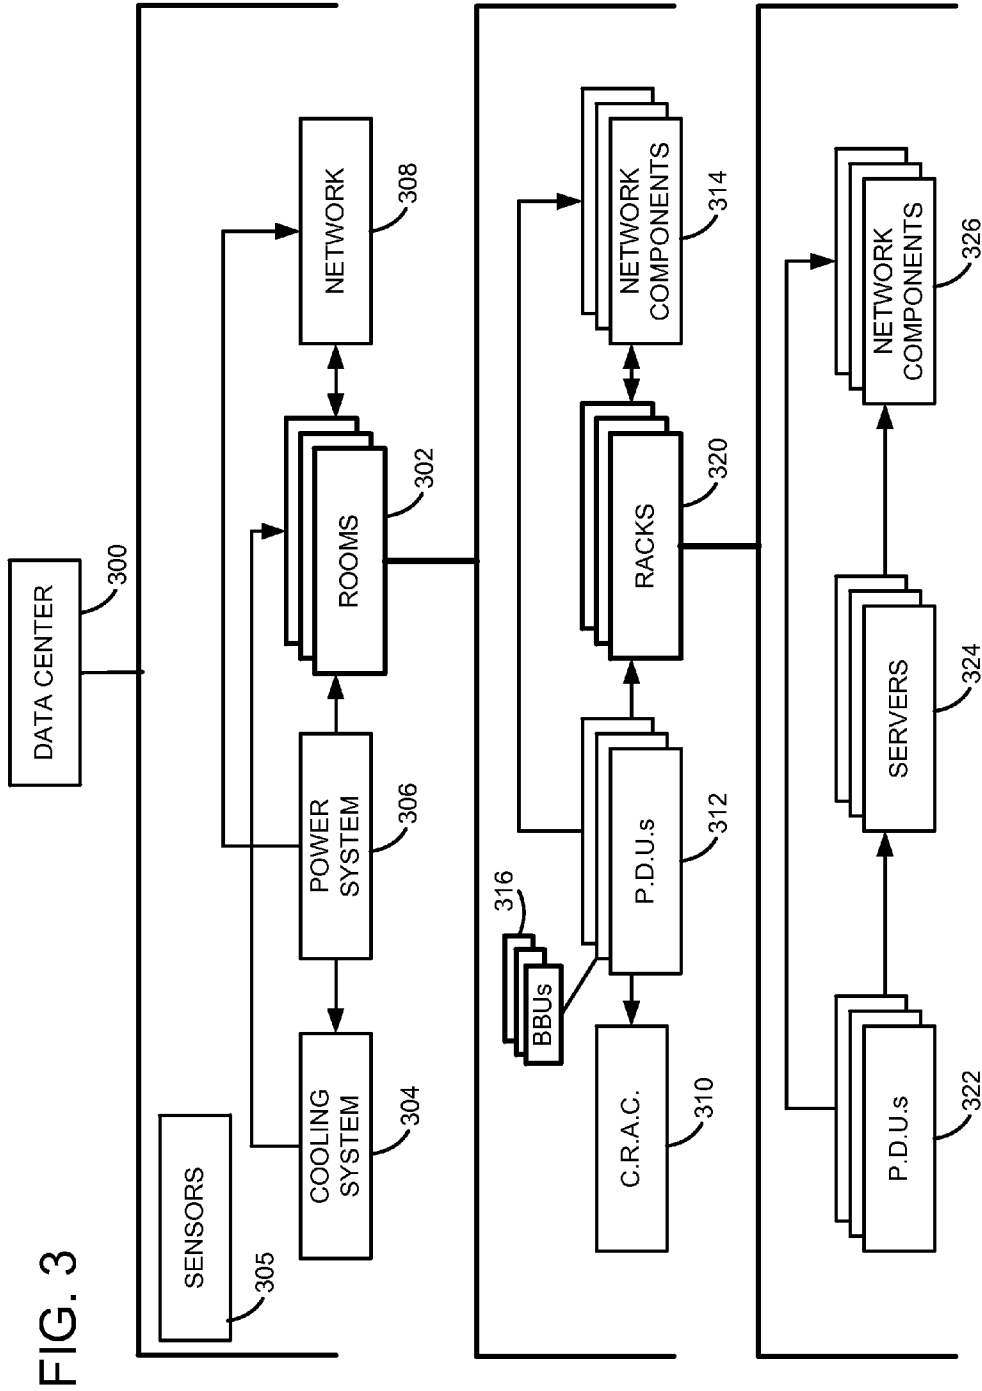 FIG. 3
DATA CENTER
300
SENSORS
305
COOLING
SYSTEM
304
POWER
SYSTEM
306
ROOMS
302
NETWORK
308
C.R.A.C.
310
BBUs
316
P.D.U.s
312
RACKS
320
NETWORK
COMPONENTS
314
P.D.U.s
322
SERVERS
324
NETWORK
COMPONENTS
326